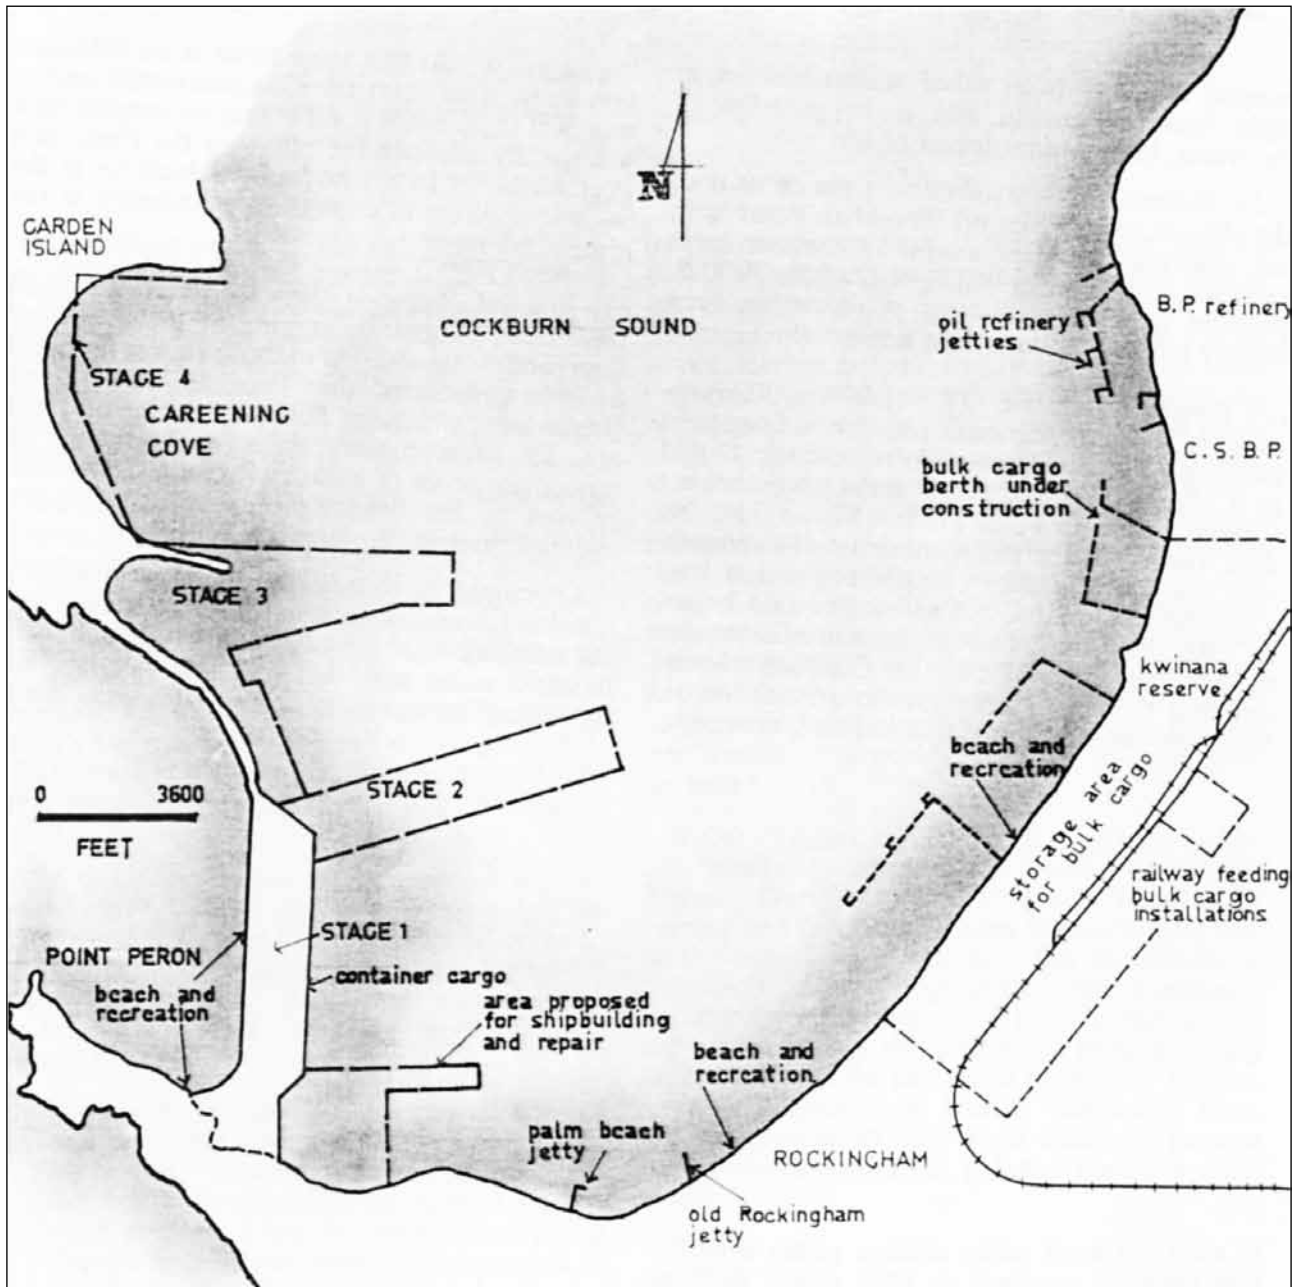 N
GARDEN
ISLAND
COCKBURN SOUND
B.P. refinery
oil refinery
jetties
STAGE 4
CAREENING
COVE
C.S.B.P.
bulk cargo
berth under
construction
STAGE 3
kwinana
reserve
STAGE 2
beach and
recreation
0 3600
FEET
storage area
for bulk cargo
railway feeding
bulk cargo
installations
STAGE 1
POINT PERON
beach and
recreation
container cargo
area proposed
for shipbuilding
and repair
beach and
recreation
palm beach
jetty
ROCKINGHAM
old Rockingham
jetty